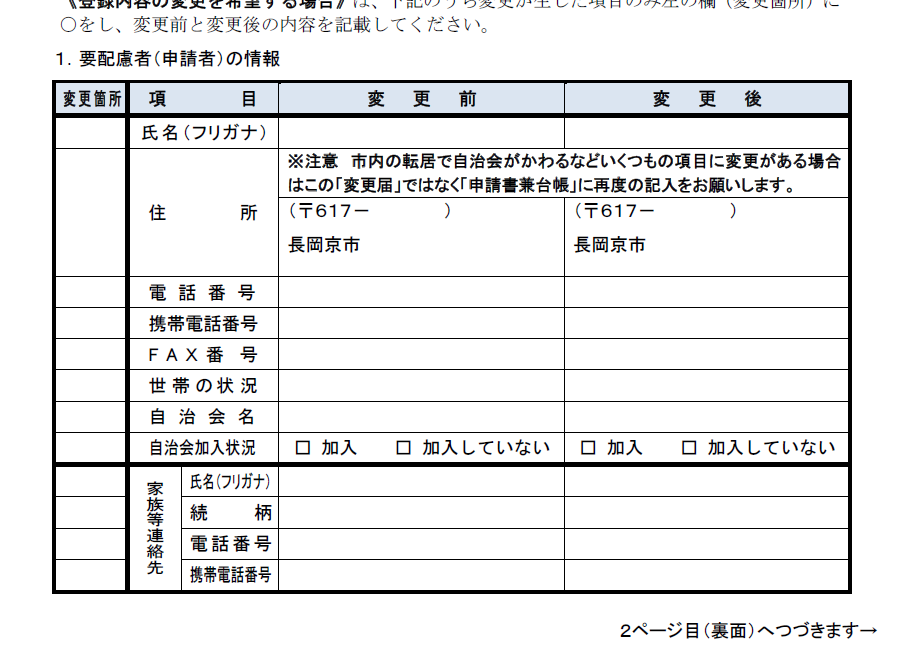 《登録内容の変更を希望する場合》は、下記のうち変更が生じた項目のみ左の欄（変更箇所）に
〇をし、変更前と変更後の内容を記載してください。
１．要配慮者（申請者）の情報
変更箇所 項目 変更前 変更後
氏名（フリガナ）
※注意　市内の転居で自治会がかわるなどいくつもの項目に変更がある場合
はこの「変更届」ではなく「申請書兼台帳」に再度の記入をお願いします。
住所
（〒617－　　　　） （〒617－　　　　）
長岡京市 長岡京市
電話番号
携帯電話番号
ＦＡＸ番号
世帯の状況
自治会名
自治会加入状況 □ 加入 □ 加入していない □ 加入 □ 加入していない
家族等連絡先
氏名（フリガナ）
続柄
電話番号
携帯電話番号
２ページ目（裏面）へつづきます→